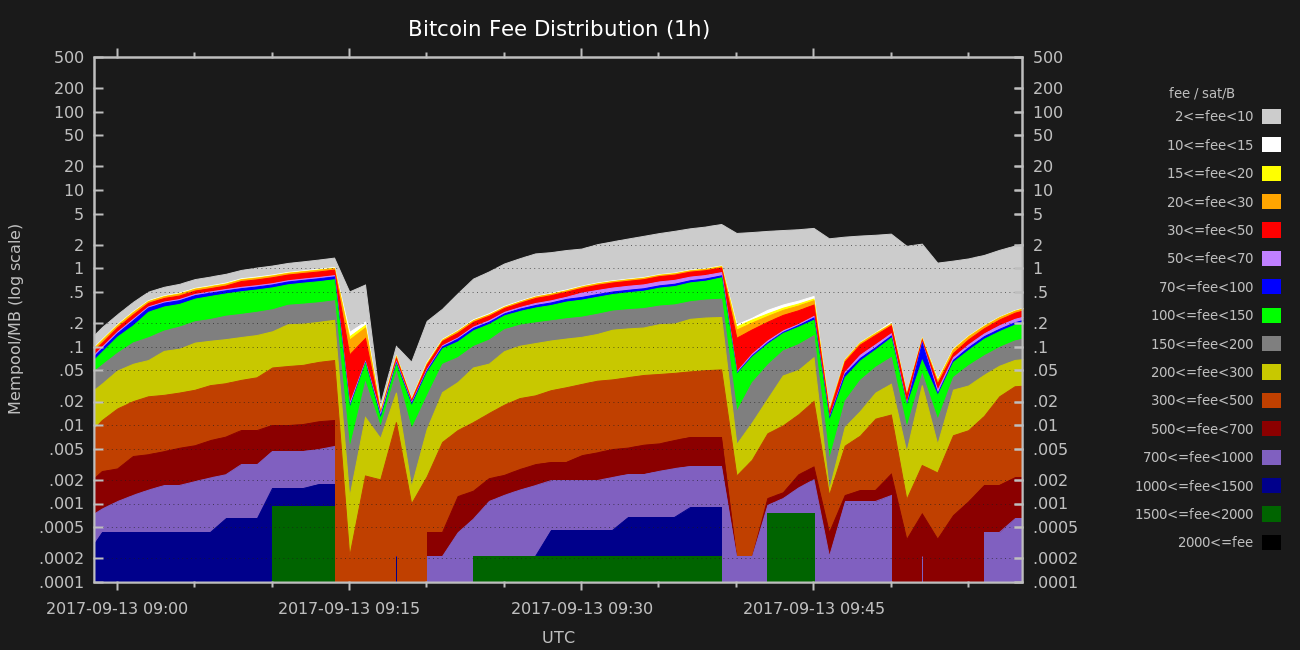 Bitcoin Fee Distribution (1h)
500
200
100
50
20
10
5
2
1
.5
.2
.1
.05
.02
.01
.005
.002
.001
.0005
.0002
.0001
Mempool/MB (log scale)
500
200
100
50
20
10
5
2
1
.5
.2
.1
.05
.02
.01
.005
.002
.001
.0005
.0002
.0001
2017-09-13 09:00 2017-09-13 09:15 2017-09-13 09:30 2017-09-13 09:45
UTC
fee / sat/B
2<=fee<10
10<=fee<15
15<=fee<20
20<=fee<30
30<=fee<50
50<=fee<70
70<=fee<100
100<=fee<150
150<=fee<200
200<=fee<300
300<=fee<500
500<=fee<700
700<=fee<1000
1000<=fee<1500
1500<=fee<2000
2000<=fee